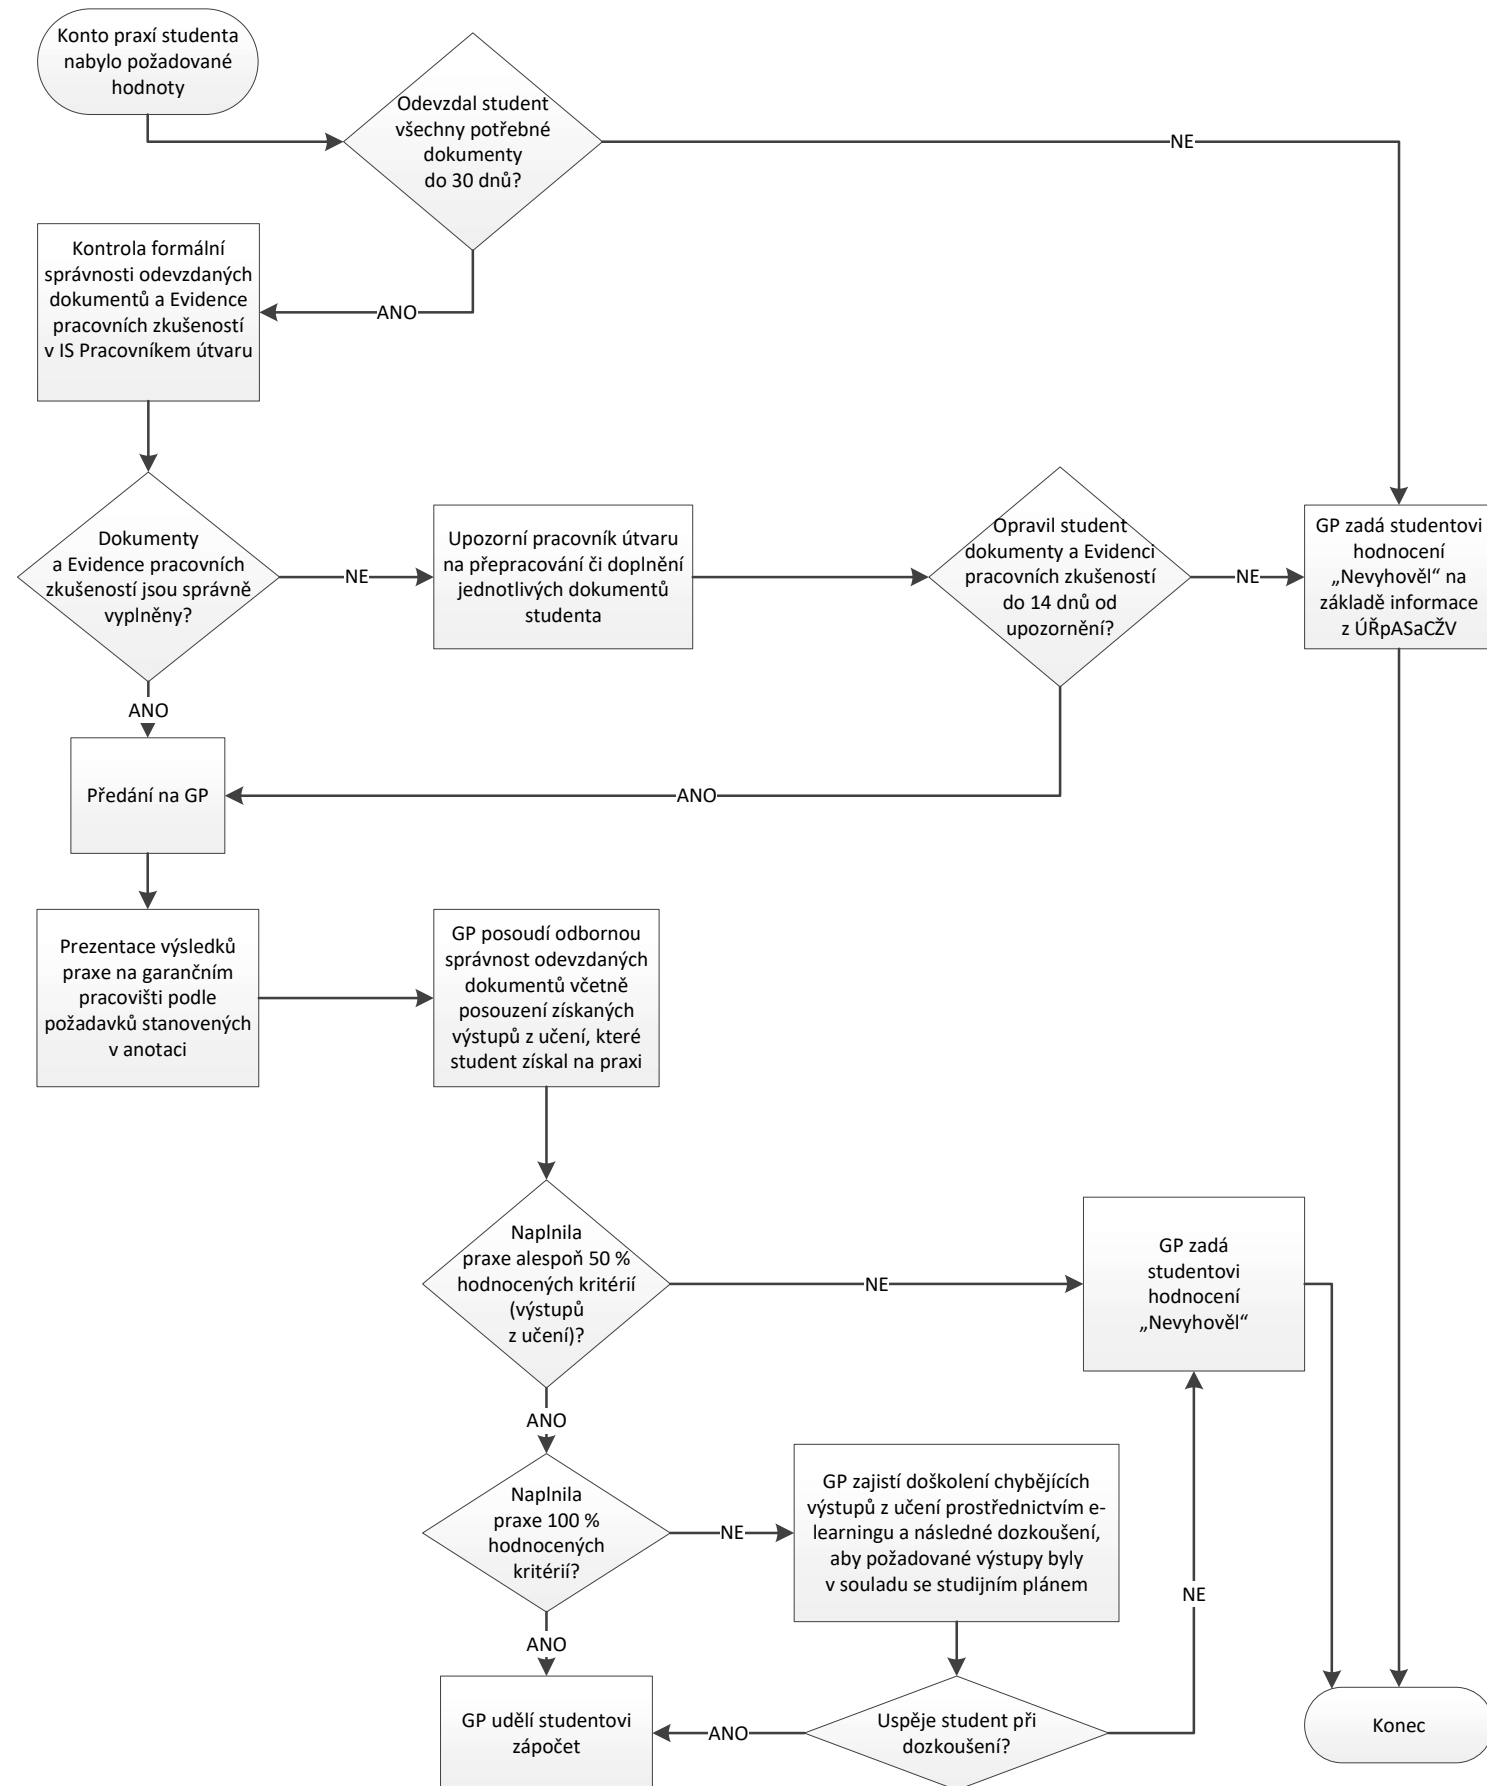 Konto praxí studenta
nabylo požadované
hodnoty
Odevzdal student
všechny potřebné
dokumenty
do 30 dnů?
NE
Kontrola formální
správnosti odevzdaných
dokumentů a Evidence
pracovních zkušeností
v IS Pracovníkem útvaru
ANO
Dokumenty
a Evidence pracovních
zkušeností jsou správně
vyplněny?
NE
Upozorní pracovník útvaru
na přepracování či doplnění
jednotlivých dokumentů
studenta
Opravil student
dokumenty a Evidenci
pracovních zkušeností
do 14 dnů od
upozornění?
NE
GP zadá studentovi
hodnocení
„Nevyhověl“ na
základě informace
z ÚŘpASaCŽV
ANO
Předání na GP
ANO
Prezentace výsledků
praxe na garančním
pracovišti podle
požadavků stanovených
v anotaci
GP posoudí odbornou
správnost odevzdaných
dokumentů včetně
posouzení získaných
výstupů z učení, které
student získal na praxi
Naplnila
praxe alespoň 50 %
hodnocených kritérií
(výstupů
z učení)?
NE
GP zadá
studentovi
hodnocení
„Nevyhověl“
ANO
Naplnila
praxe 100 %
hodnocených
kritérií?
NE
GP zajistí doškolení chybějících
výstupů z učení prostřednictvím e-
learningu a následné dozkoušení,
aby požadované výstupy byly
v souladu se studijním plánem
NE
ANO
GP udělí studentovi
zápočet
ANO
Uspěje student při
dozkoušení?
Konec